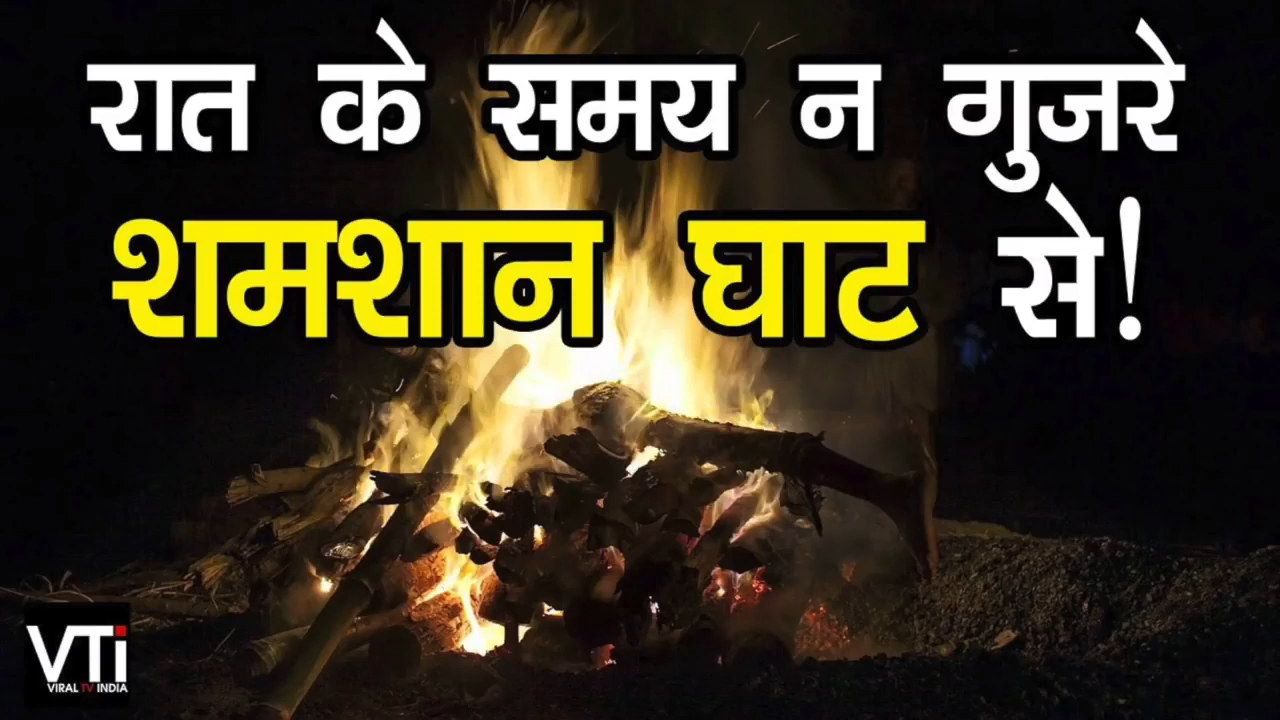 रात के समय न गुजरे
शमशान घाट से!
VTi
VIRAL TV INDIA